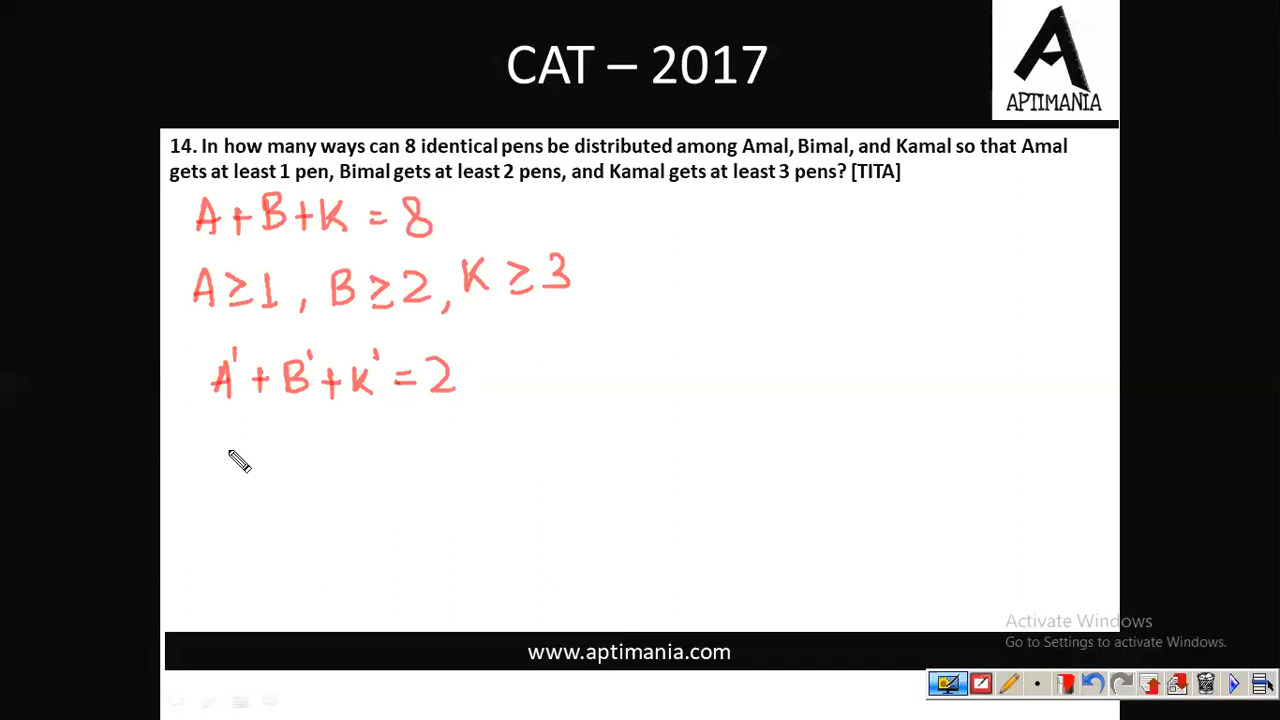 CAT – 2017
APTIMANIA
14. In how many ways can 8 identical pens be distributed among Amal, Bimal, and Kamal so that Amal
gets at least 1 pen, Bimal gets at least 2 pens, and Kamal gets at least 3 pens? [TITA]
A+B+K = 8
A≥1, B≥2, K≥3
A'+B'+K' = 2
www.aptimania.com
Activate Windows
Go to Settings to activate Windows.